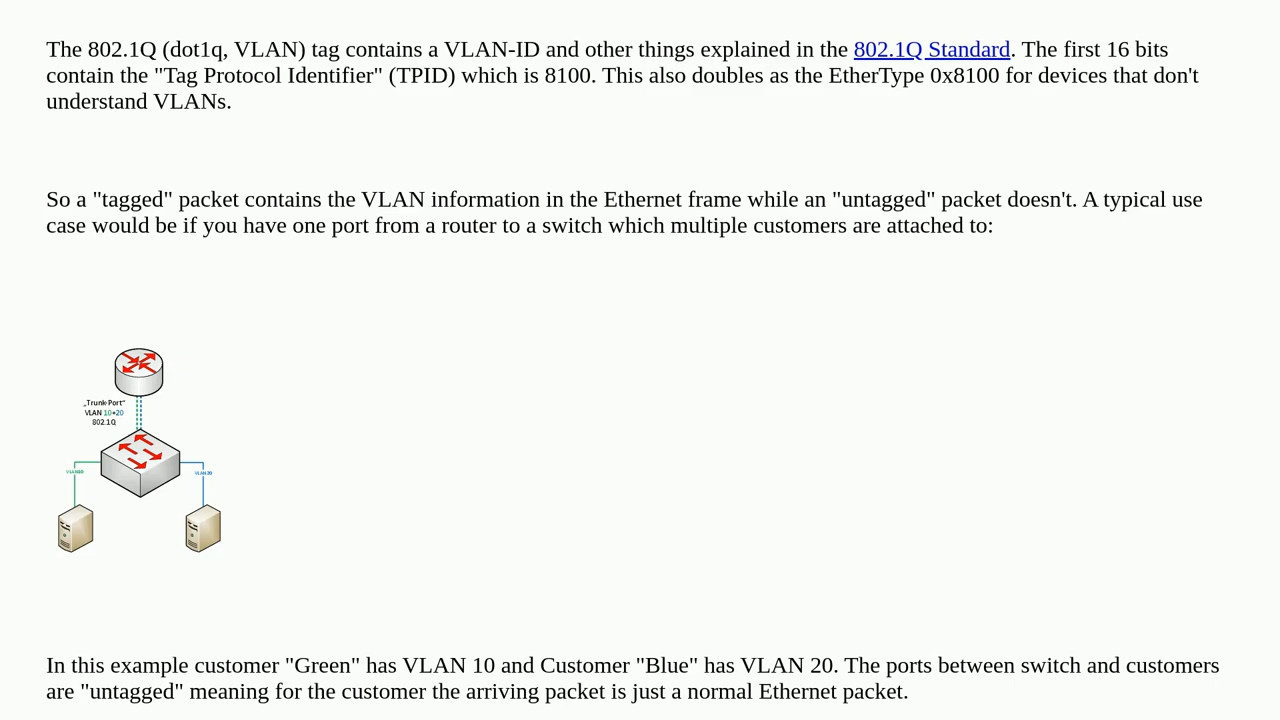 The 802.1Q (dot1q, VLAN) tag contains a VLAN-ID and other things explained in the 802.1Q Standard. The first 16 bits
contain the "Tag Protocol Identifier" (TPID) which is 8100. This also doubles as the EtherType 0x8100 for devices that don't
understand VLANs.
So a "tagged" packet contains the VLAN information in the Ethernet frame while an "untagged" packet doesn't. A typical use
case would be if you have one port from a router to a switch which multiple customers are attached to:
„Trunk-Port“
VLAN 10+20
802.1Q
VLAN 20
In this example customer "Green" has VLAN 10 and Customer "Blue" has VLAN 20. The ports between switch and customers
are "untagged" meaning for the customer the arriving packet is just a normal Ethernet packet.